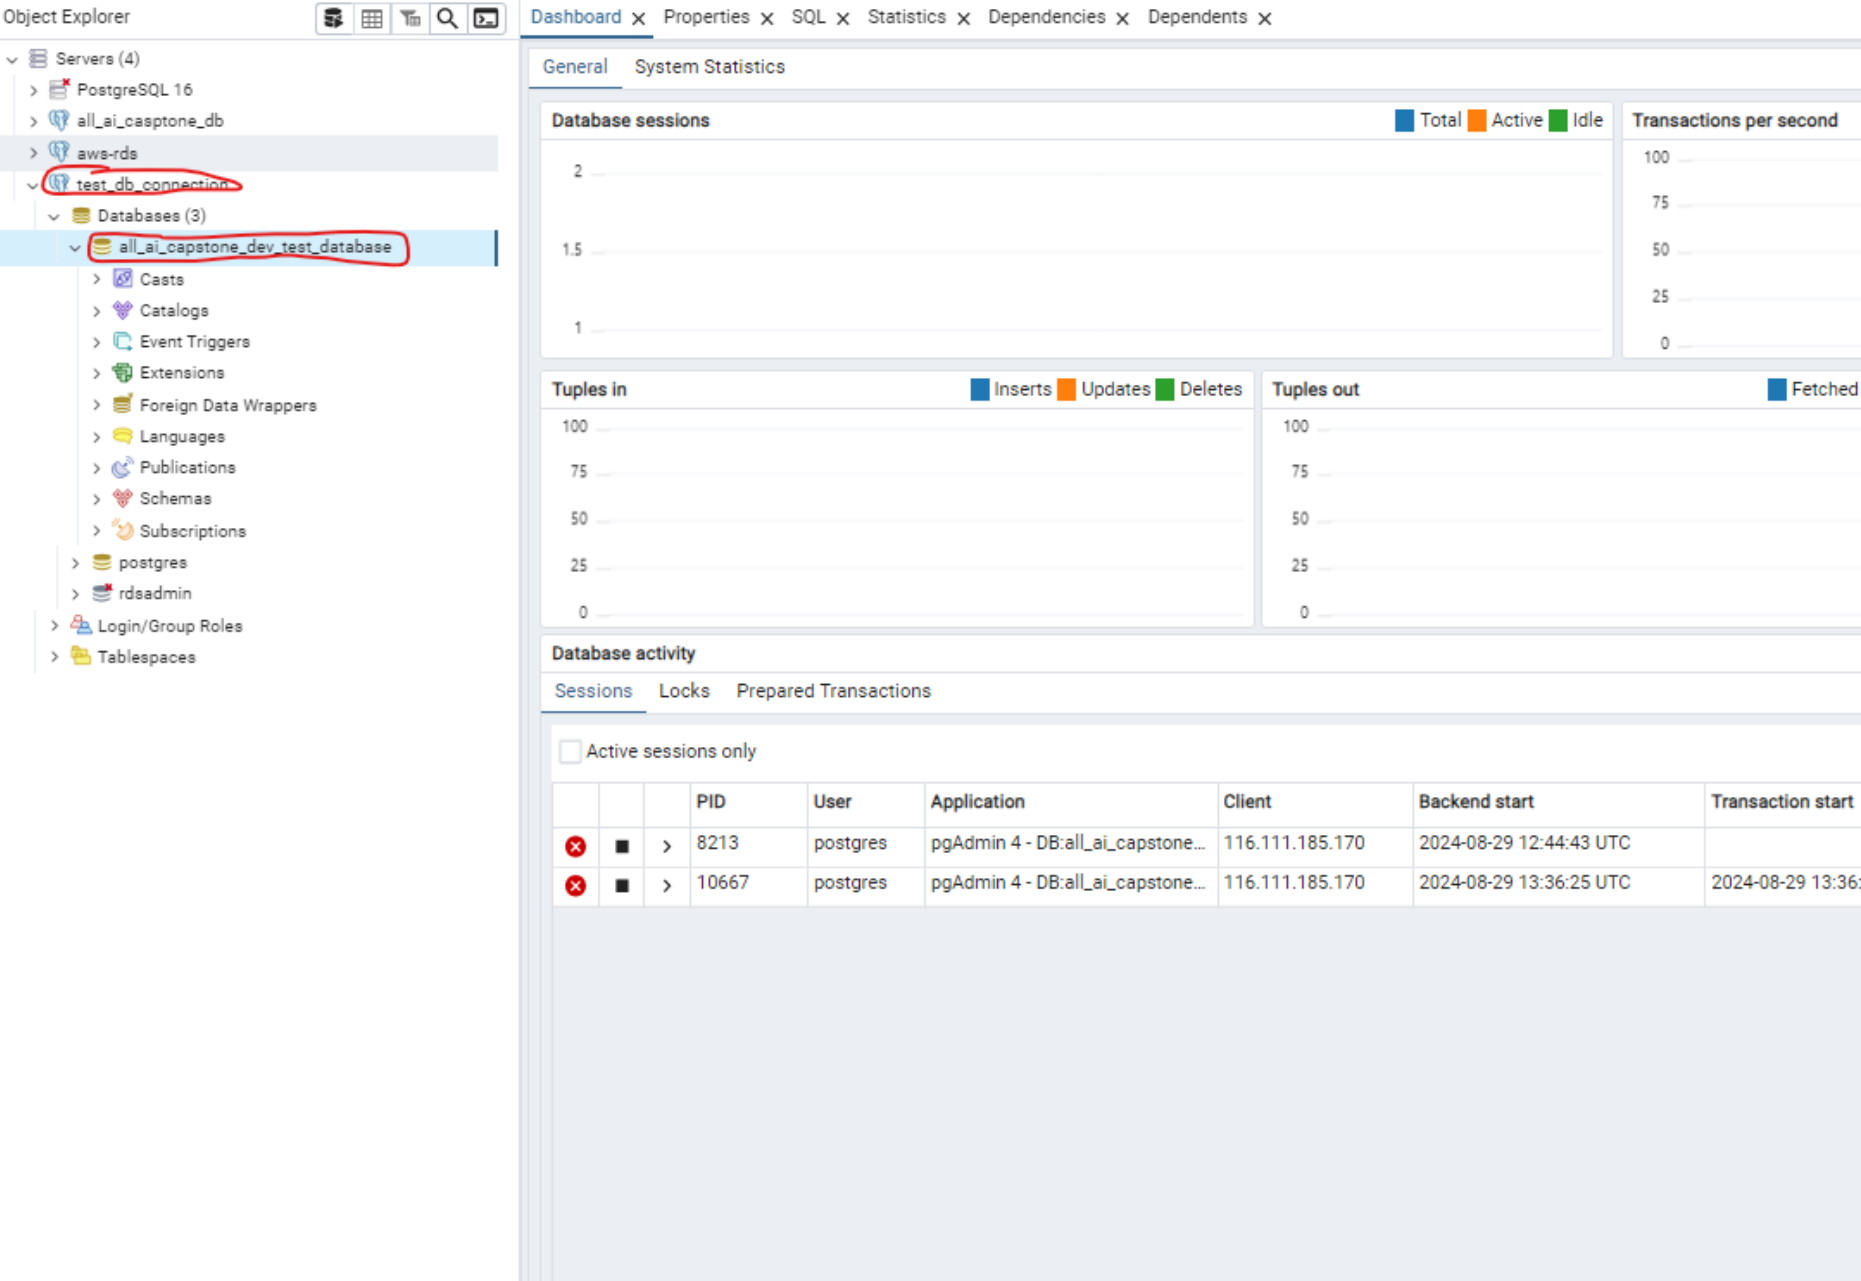 Object Explorer
Servers (4)
PostgreSQL 16
all_ai_casptone_db
aws-rds
test_db_connection
Databases (3)
all_ai_capstone_dev_test_database
Casts
Catalogs
Event Triggers
Extensions
Foreign Data Wrappers
Languages
Publications
Schemas
Subscriptions
postgres
rdsadmin
Login/Group Roles
Tablespaces
Dashboard Properties SQL Statistics Dependencies Dependents
General System Statistics
Database sessions Total Active Idle
2
1.5
1
Transactions per second
100
75
50
25
0
Tuples in Inserts Updates Deletes
100
75
50
25
0
Tuples out Fetched
100
75
50
25
0
Database activity
Sessions Locks Prepared Transactions
Active sessions only
PID User Application Client Backend start Transaction start
8213 postgres pgAdmin 4 - DB:all_ai_capstone... 116.111.185.170 2024-08-29 12:44:43 UTC
10667 postgres pgAdmin 4 - DB:all_ai_capstone... 116.111.185.170 2024-08-29 13:36:25 UTC 2024-08-29 13:36: